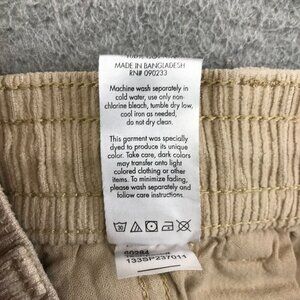 MADE IN BANGLADESH
RN# 090233
Machine wash separately in
cold water, use only non-
chlorine bleach, tumble dry low,
cool iron as needed,
do not dry clean.
This garment was specially
dyed to produce its unique
color. Take care, dark colors
may transfer onto light
colored clothing or other
items. To minimize fading,
please wash separately and
follow care instructions.
00284
133SP237011